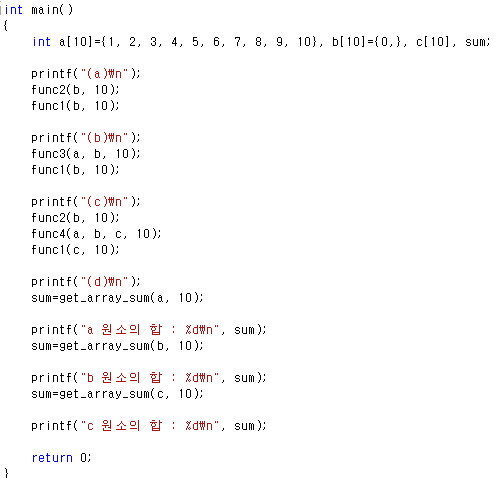 int main()
{
int a[10]={1, 2, 3, 4, 5, 6, 7, 8, 9, 10}, b[10]={0,}, c[10], sum;
printf("(a)₩n");
func2(b, 10);
func1(b, 10);
printf("(b)₩n");
func3(a, b, 10);
func1(b, 10);
printf("(c)₩n");
func2(b, 10);
func4(a, b, c, 10);
func1(c, 10);
printf("(d)₩n");
sum=get_array_sum(a, 10);
printf("a 원소의 합 : %d₩n", sum);
sum=get_array_sum(b, 10);
printf("b 원소의 합 : %d₩n", sum);
sum=get_array_sum(c, 10);
printf("c 원소의 합 : %d₩n", sum);
return 0;
}